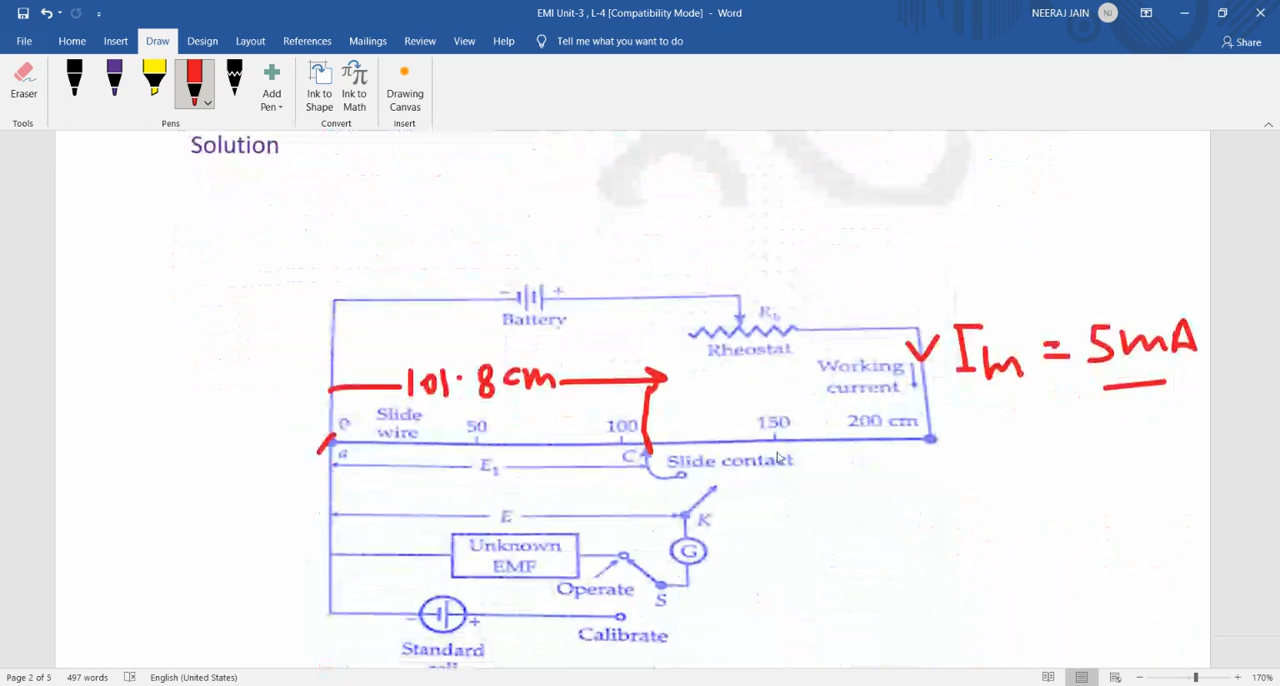 EMI Unit-3 , L-4 [Compatibility Mode] - Word
NEERAJ JAIN NJ
File Home Insert Draw Design Layout References Mailings Review View Help Tell me what you want to do Share
Eraser
Add Pen
Ink to Shape
Ink to Math
Drawing Canvas
Tools Pens Convert Insert
Solution
- +
Battery
Rh
Rheostat
Working current
Im = 5mA
101.8 cm
0 Slide wire 50 100 150 200 cm
a E1 C Slide contact
E K
Unknown EMF
G
Operate S
- +
Calibrate
Standard
Page 2 of 5 497 words English (United States) 170%